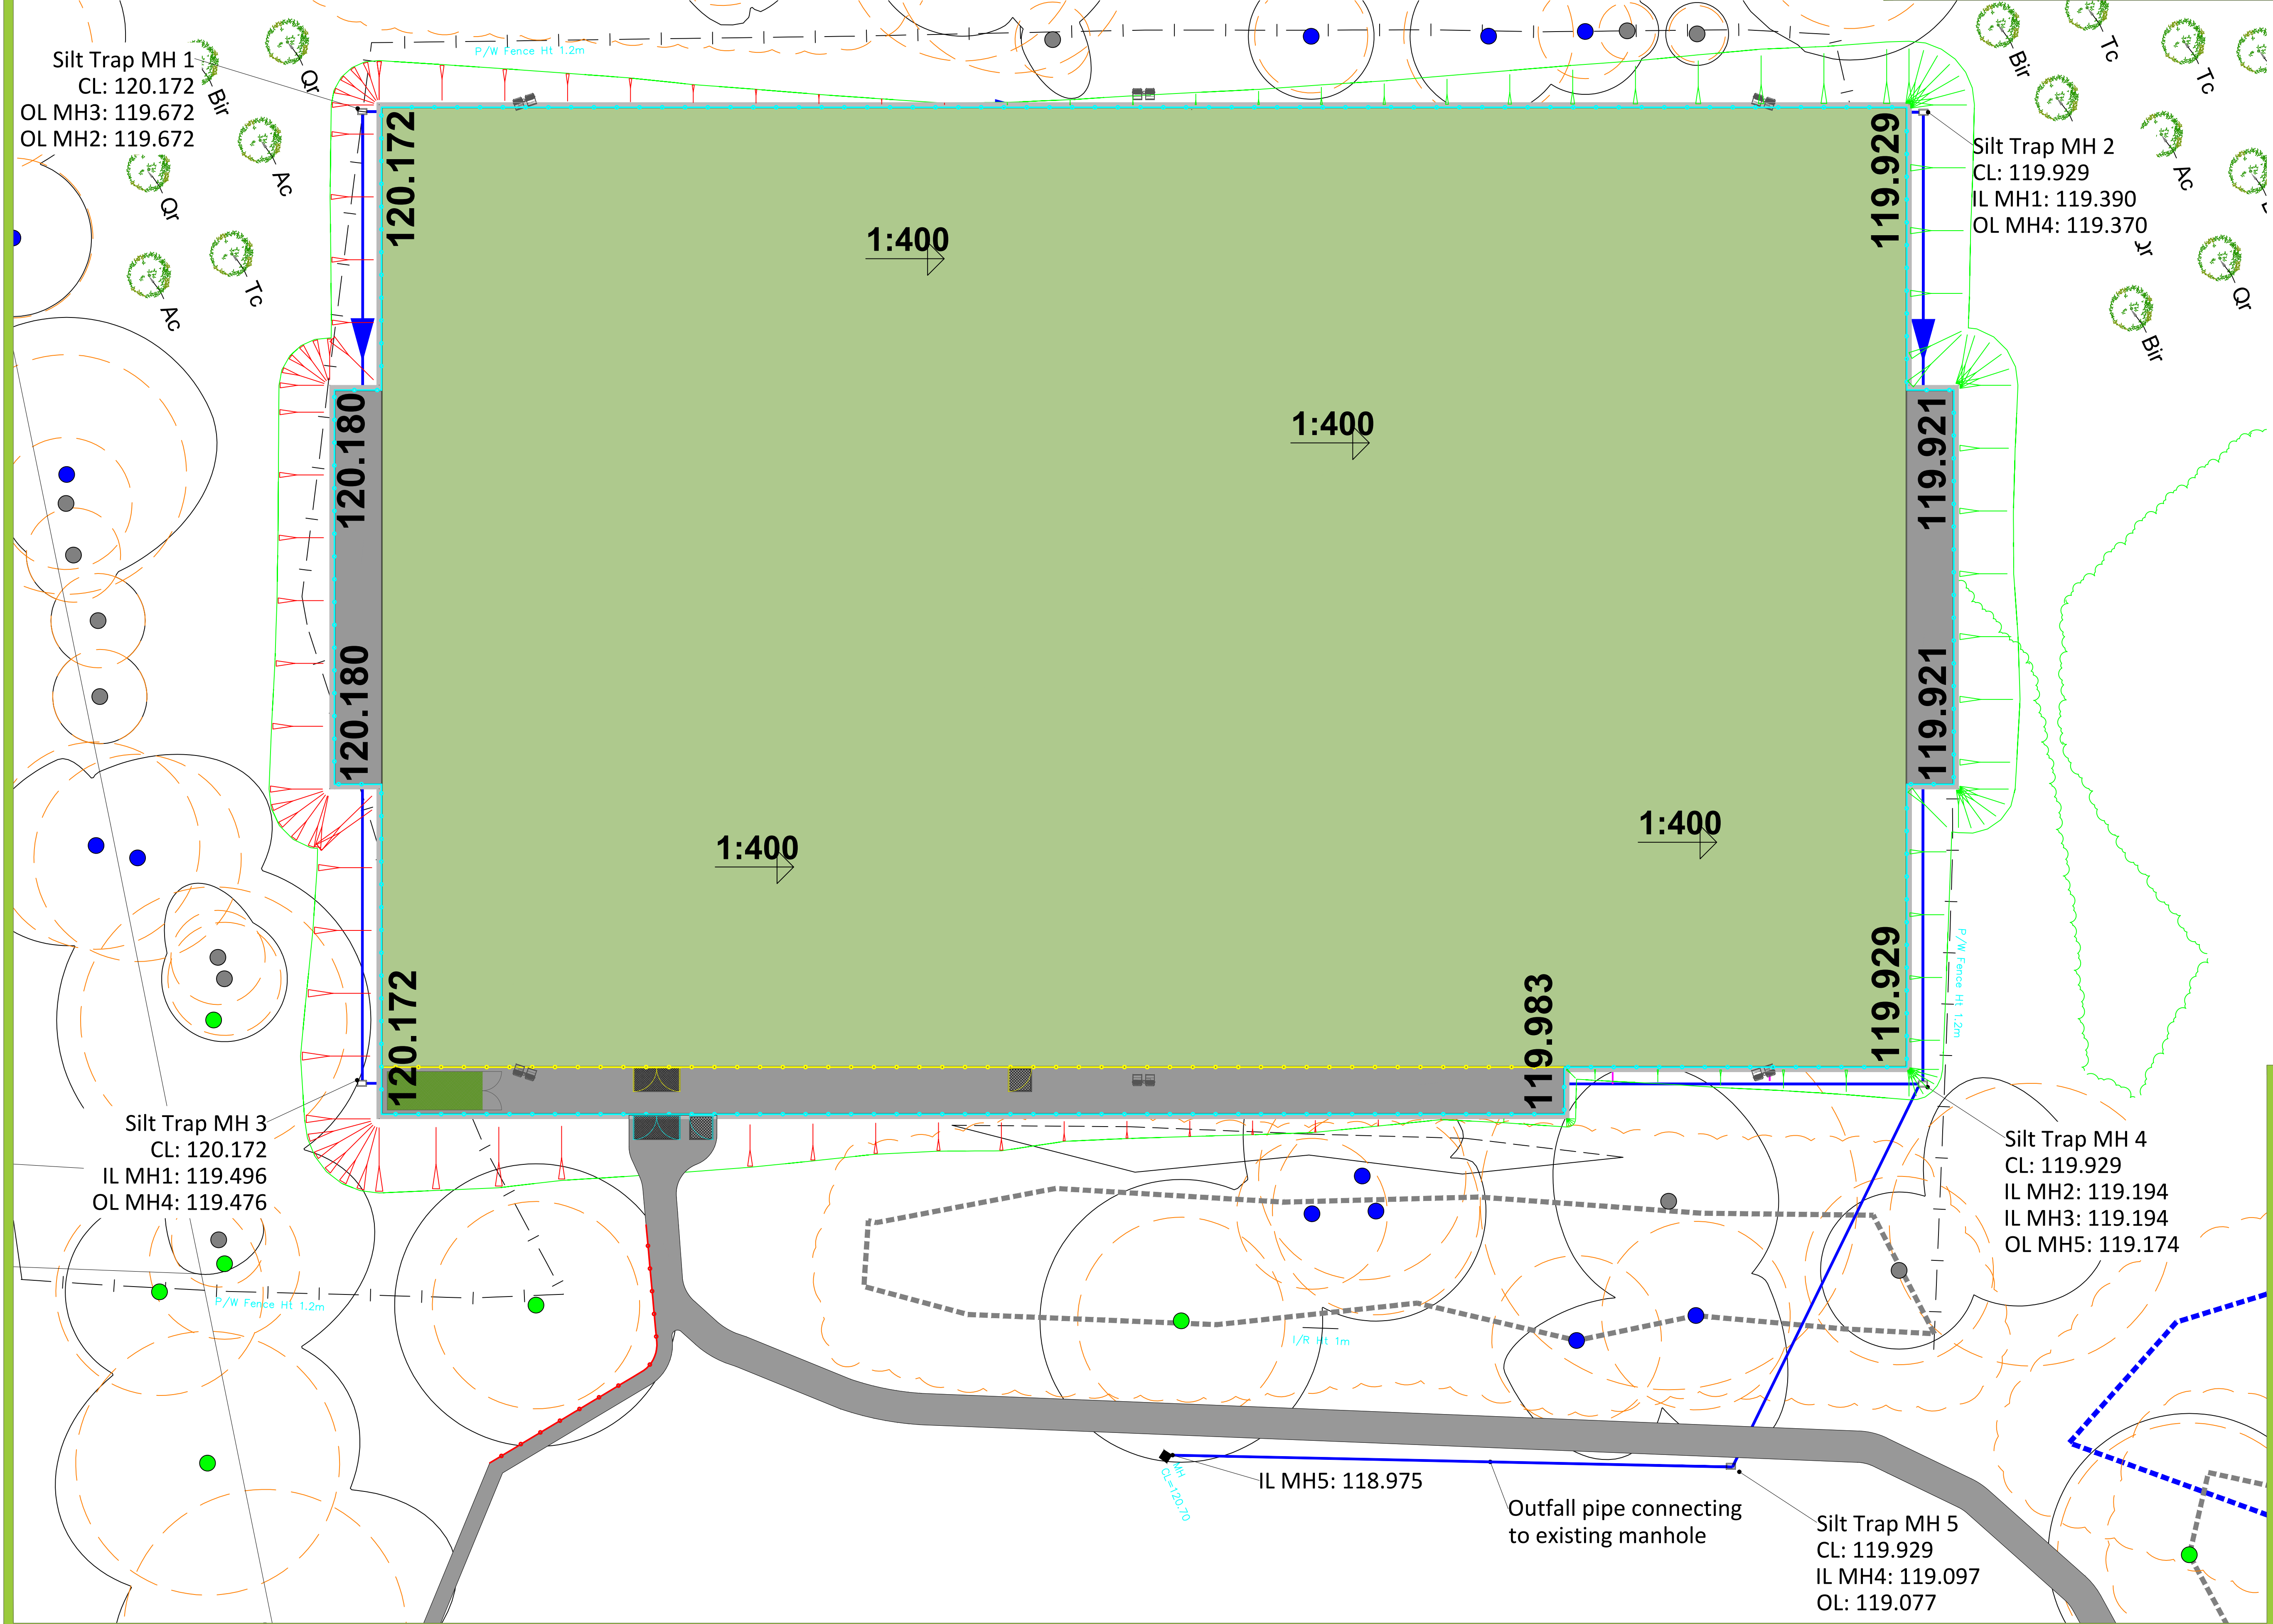 P/W Fence Ht 1.2m
Silt Trap MH 1
CL: 120.172
OL MH3: 119.672
OL MH2: 119.672
Qr
Bir
Ac
Qr
Tc
Ac
Bir
Tc
Tc
Ac
Qr
Bir
Silt Trap MH 2
CL: 119.929
IL MH1: 119.390
OL MH4: 119.370
120.172
119.929
1:400
1:400
120.180
119.921
120.180
119.921
1:400
1:400
120.172
119.983
119.929
P/W Fence Ht 1.2m
Silt Trap MH 3
CL: 120.172
IL MH1: 119.496
OL MH4: 119.476
Silt Trap MH 4
CL: 119.929
IL MH2: 119.194
IL MH3: 119.194
OL MH5: 119.174
P/W Fence Ht 1.2m
I/R Ht 1m
MH
CL=120.70
IL MH5: 118.975
Outfall pipe connecting
to existing manhole
Silt Trap MH 5
CL: 119.929
IL MH4: 119.097
OL: 119.077